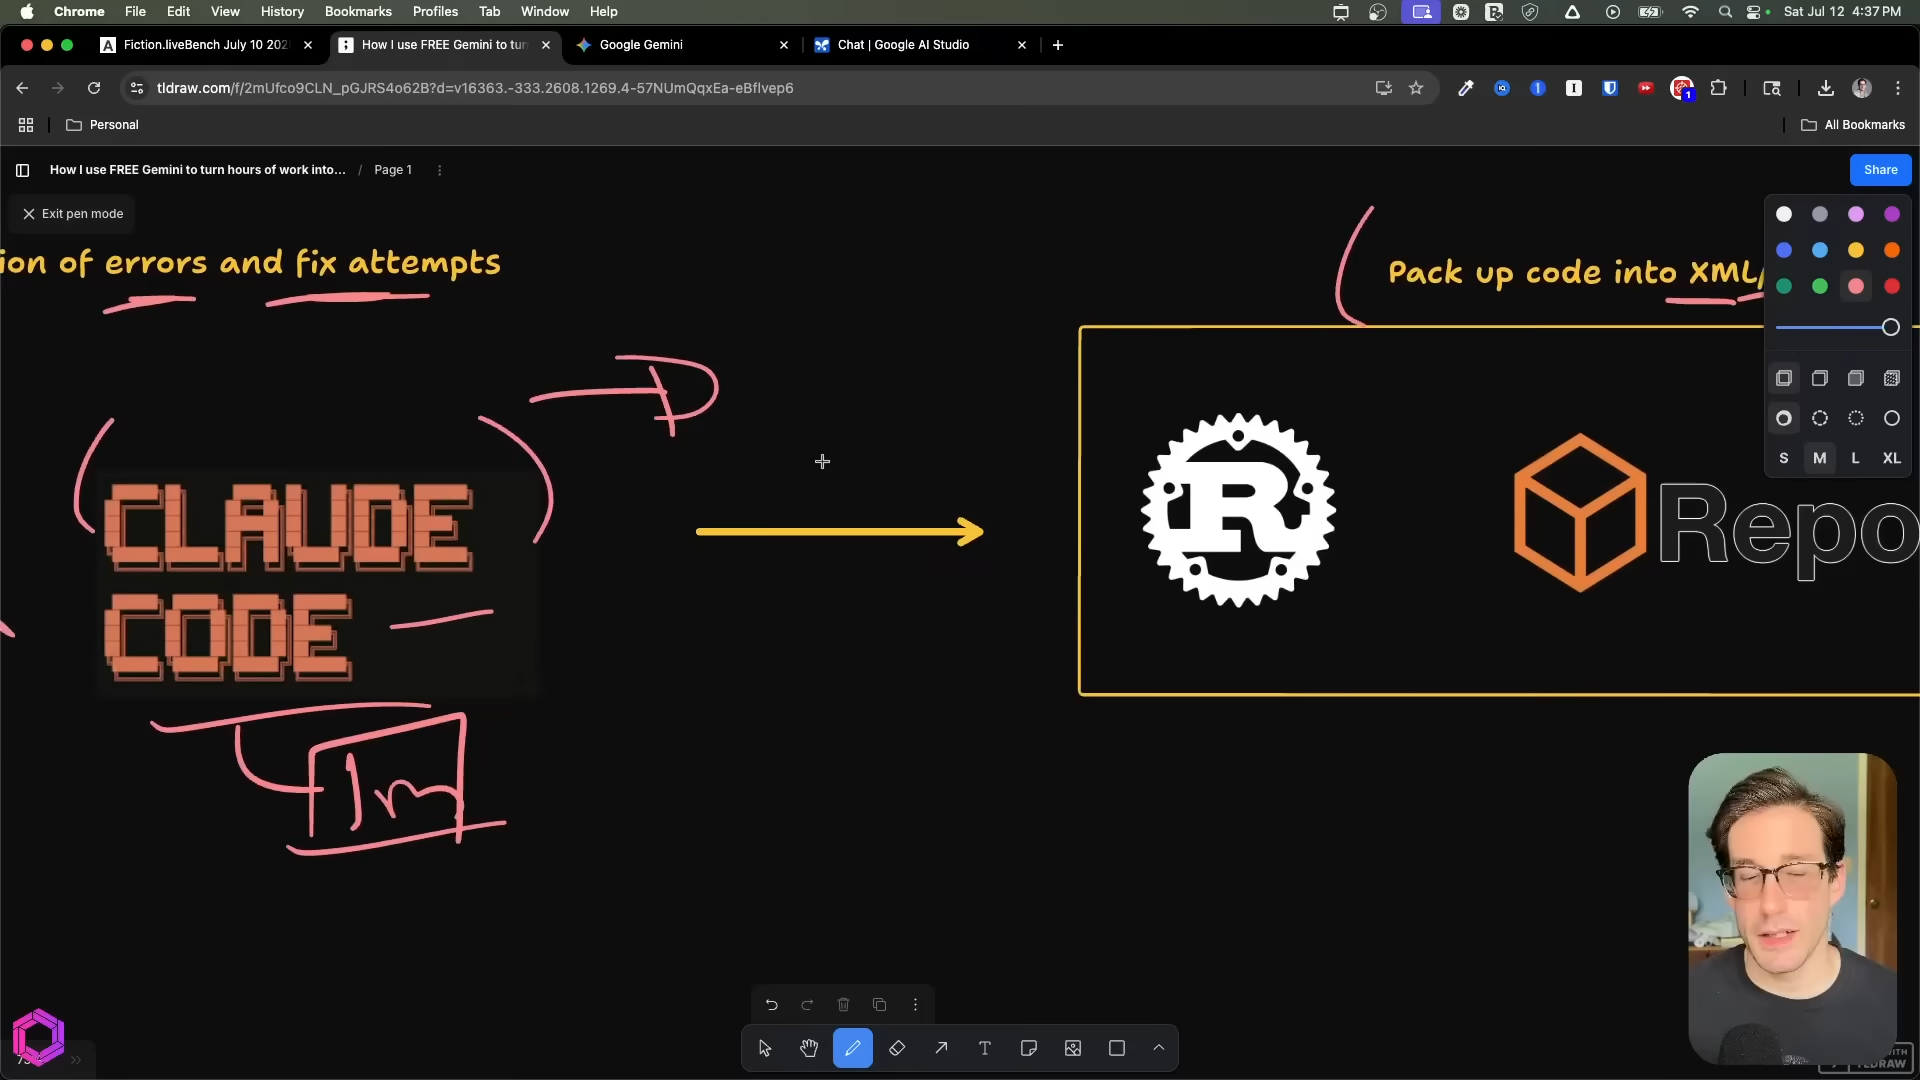 Chrome File Edit View History Bookmarks Profiles Tab Window Help
Sat Jul 12 4:37 PM
Fiction.liveBench July 10 202
How I use FREE Gemini to tur
Google Gemini
Chat | Google AI Studio
tldraw.com/f/2mUfco9CLN_pGJRS4o62B?d=v16363.-333.2608.1269.4-57NUmQqxEa-eBfIvep6
1
Personal
All Bookmarks
How I use FREE Gemini to turn hours of work into... / Page 1
Share
Exit pen mode
ion of errors and fix attempts
Pack up code into XML/
CLAUDE
CODE
R
Repo
S M L XL
1m
T
TLDRAW